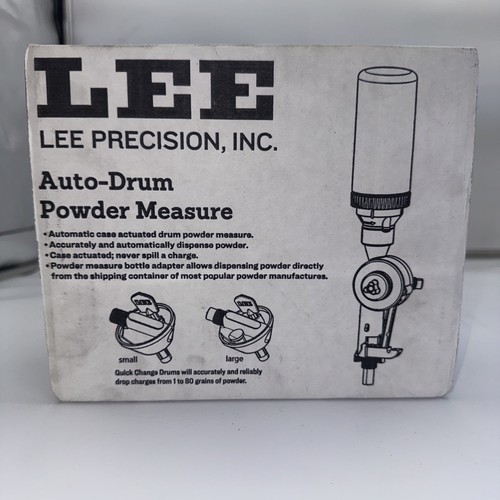 LEE
LEE PRECISION, INC.
Auto-Drum
Powder Measure
• Automatic case actuated drum powder measure.
• Accurately and automatically dispense powder.
• Case actuated; never spill a charge.
• Powder measure bottle adapter allows dispensing powder directly
from the shipping container of most popular powder manufactures.
small
large
Quick Change Drums will accurately and reliably
drop charges from 1 to 80 grains of powder.